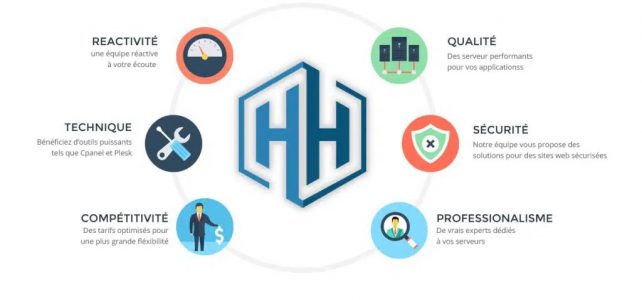 REACTIVITÉ
une équipe réactive
à votre écoute
QUALITÉ
Des serveur performants
pour vos applicationss
TECHNIQUE
Bénéficiez d'outils puissants
tels que Cpanel et Plesk
SÉCURITÉ
Notre équipe vous propose des
solutions pour des sites web sécurisées
COMPÉTITIVITÉ
Des tarifs optimisés pour
une plus grande fléxibilité
$
PROFESSIONALISME
De vrais experts dédiés
à vos serveurs
HH